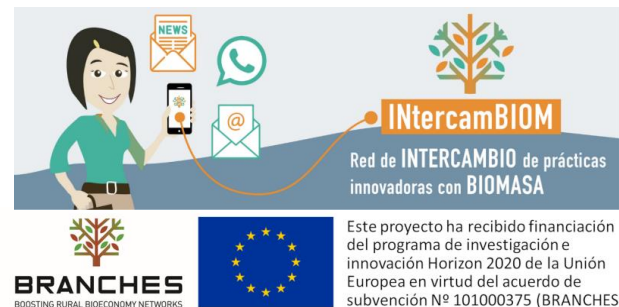 NEWS
@
INtercamBIOM
Red de INTERCAMBIO de prácticas
innovadoras con BIOMASA
BRANCHES
BOOSTING RURAL BIOECONOMY NETWORKS
Este proyecto ha recibido financiación
del programa de investigación e
innovación Horizon 2020 de la Unión
Europea en virtud del acuerdo de
subvención Nº 101000375 (BRANCHES